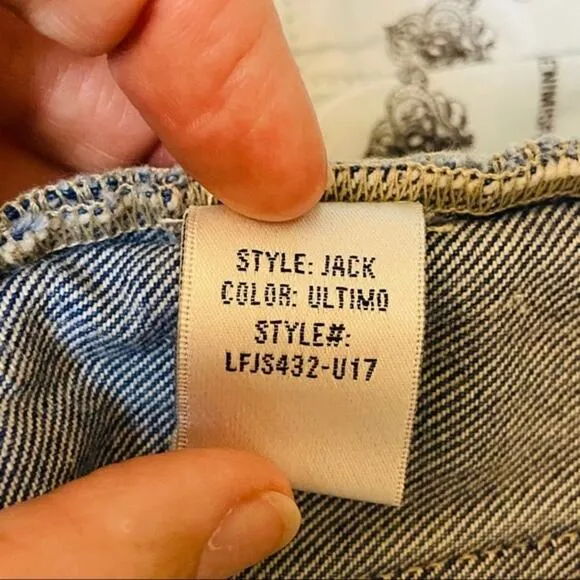 STYLE: JACK
COLOR: ULTIMO
STYLE#:
LFJS432-U17